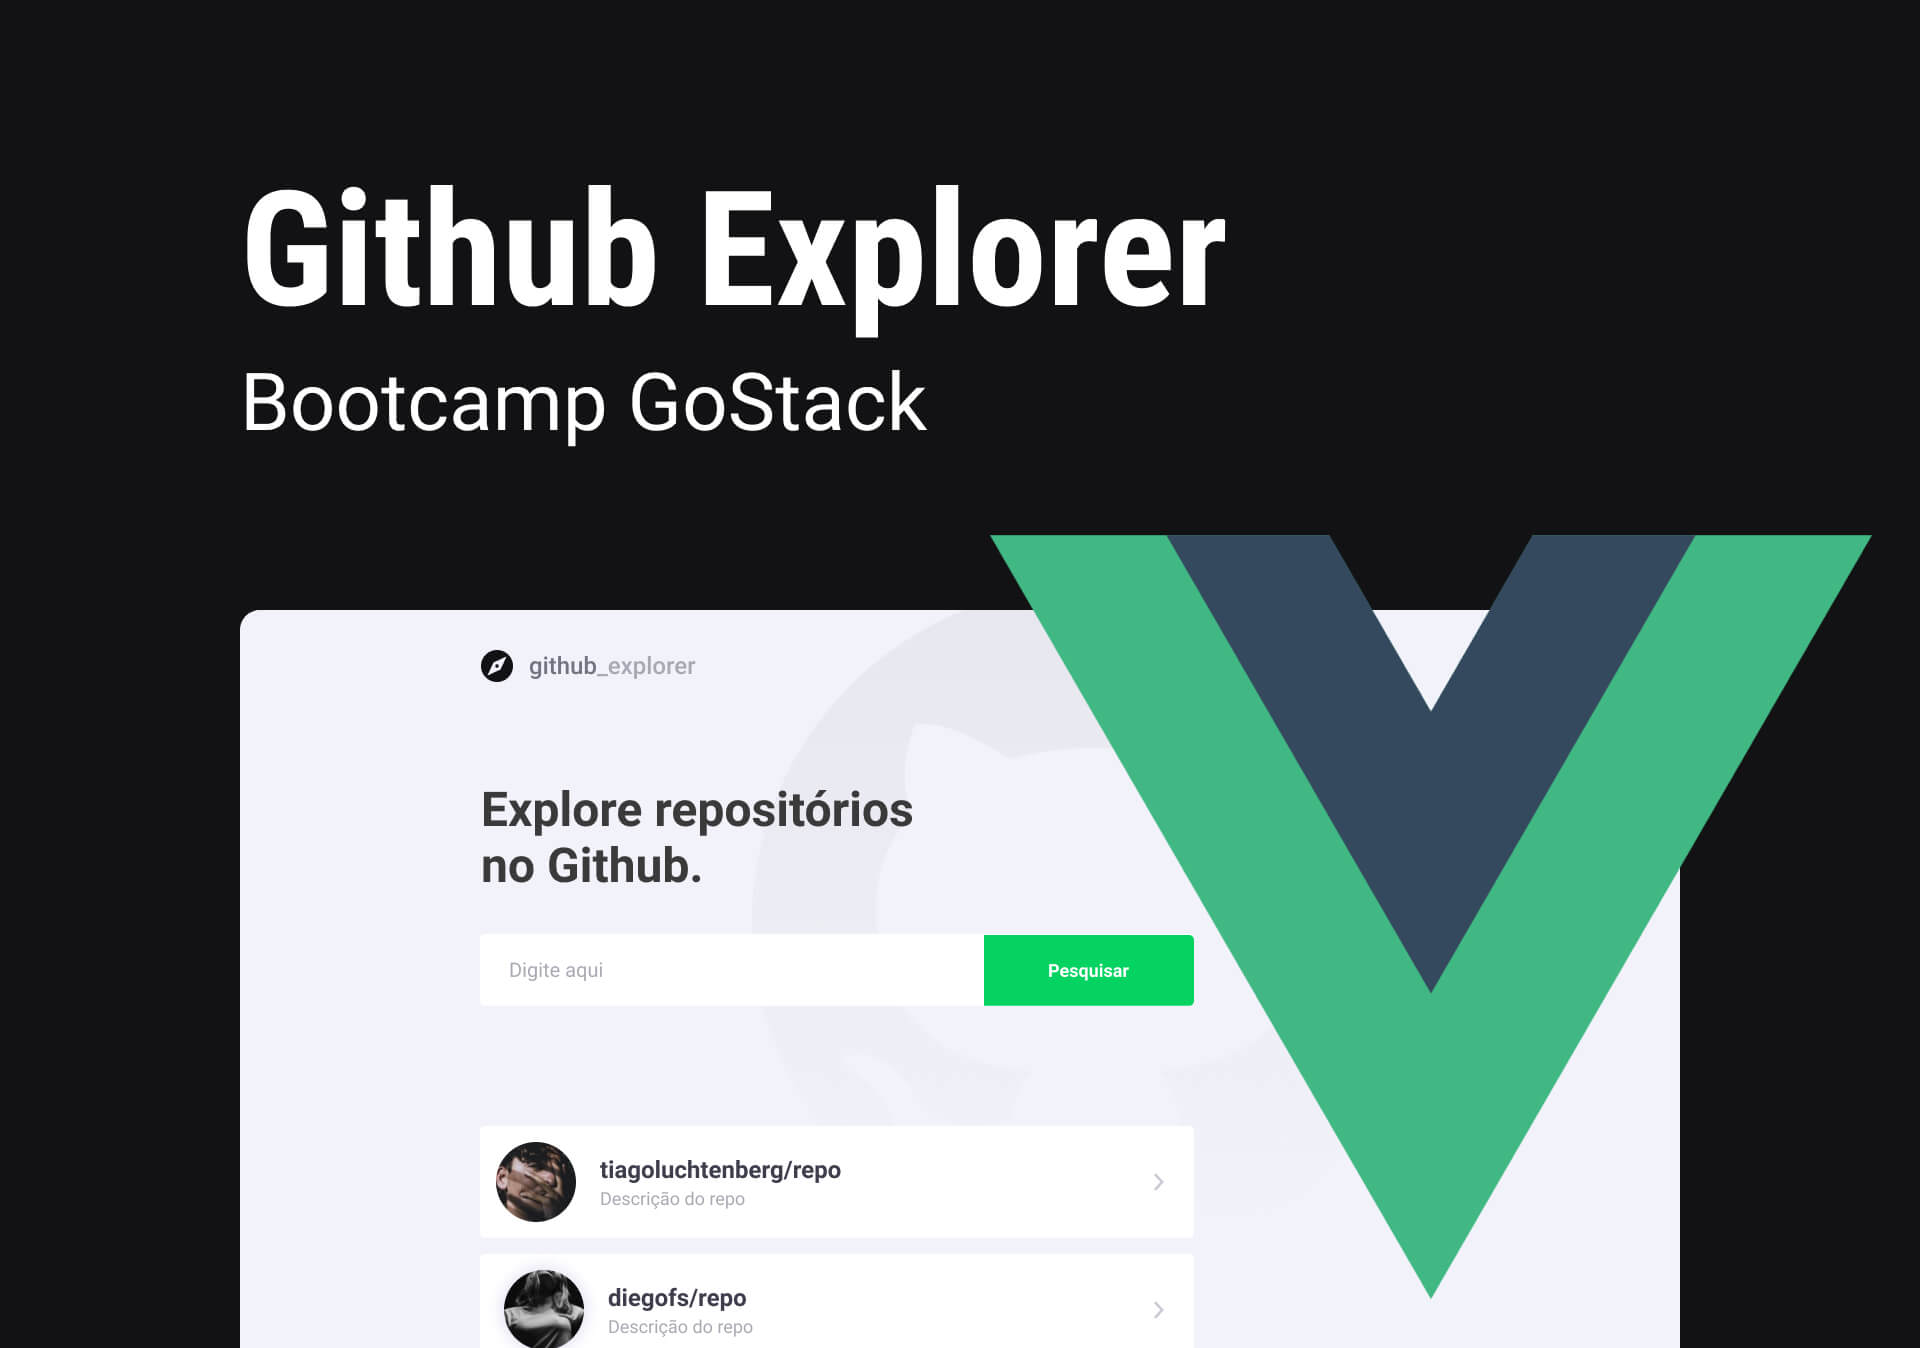 Github Explorer
Bootcamp GoStack
github_explorer
Explore repositórios
no Github.
Digite aqui
Pesquisar
tiagoluchtenberg/repo
Descrição do repo
diegofs/repo
Descrição do repo